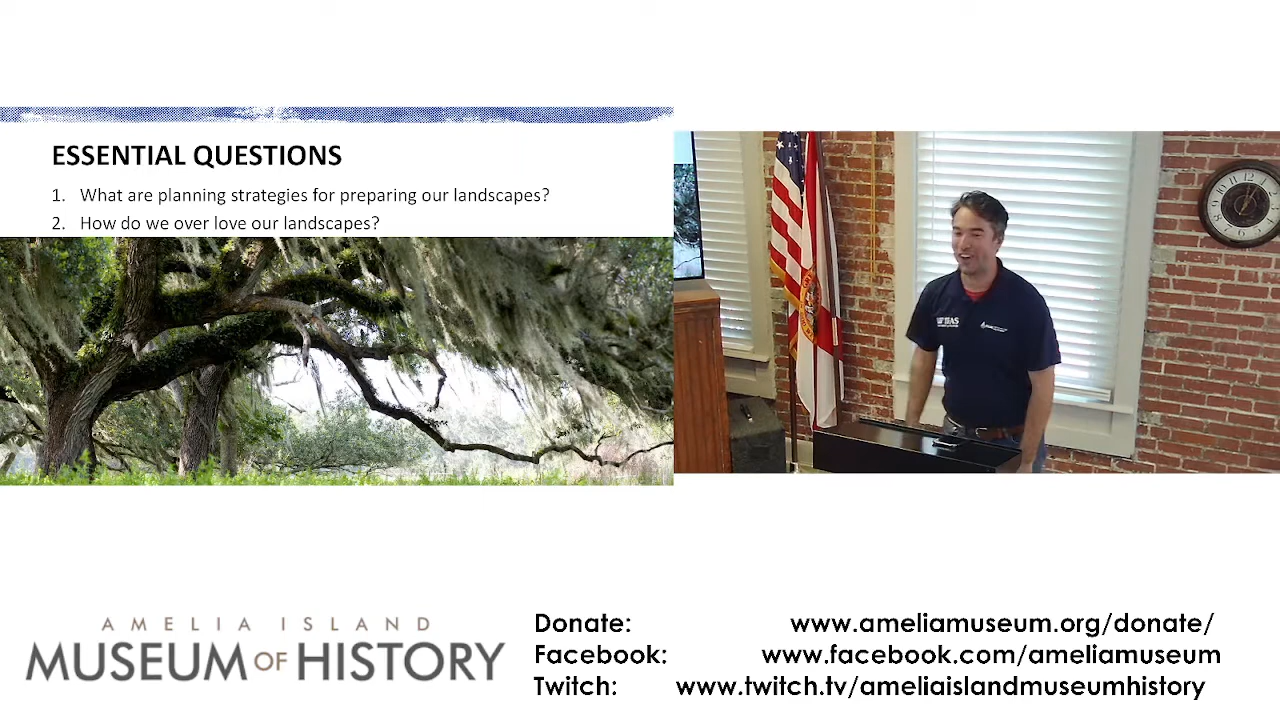 ESSENTIAL QUESTIONS
1. What are planning strategies for preparing our landscapes?
2. How do we over love our landscapes?
IFAS
12
AMELIA ISLAND
MUSEUM OF HISTORY
Donate: www.ameliamuseum.org/donate/
Facebook: www.facebook.com/ameliamuseum
Twitch: www.twitch.tv/ameliaislandmuseumhistory